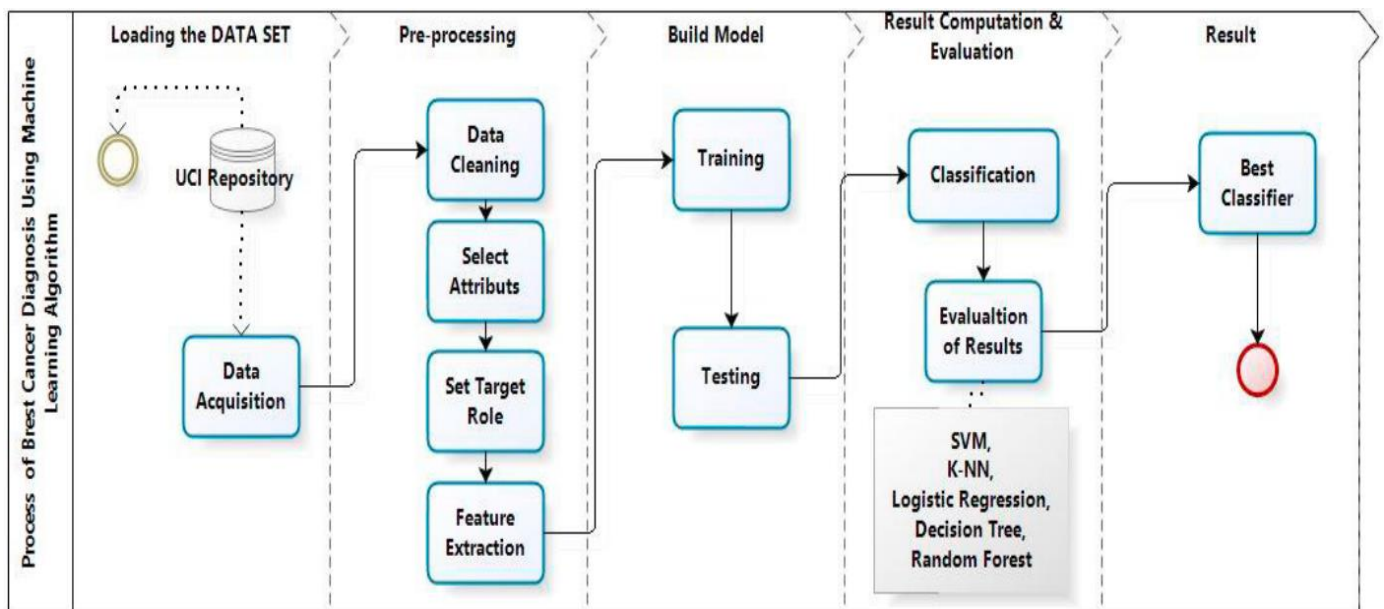 Process of Brest Cancer Diagnosis Using Machine
Learning Algorithm
Loading the DATA SET
UCI Repository
Data
Acquisition
Pre-processing
Data
Cleaning
Select
Attributs
Set Target
Role
Feature
Extraction
Build Model
Training
Testing
Result Computation &
Evaluation
Classification
Evalualtion
of Results
SVM,
K-NN,
Logistic Regression,
Decision Tree,
Random Forest
Result
Best
Classifier